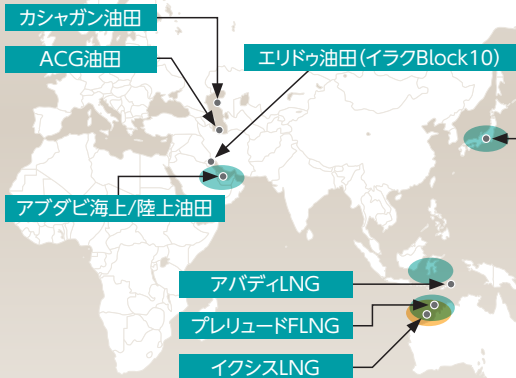 カシャガン油田
ACG油田
エリドゥ油田(イラクBlock10)
アブダビ海上/陸上油田
アバディLNG
プレリュードFLNG
イクシスLNG